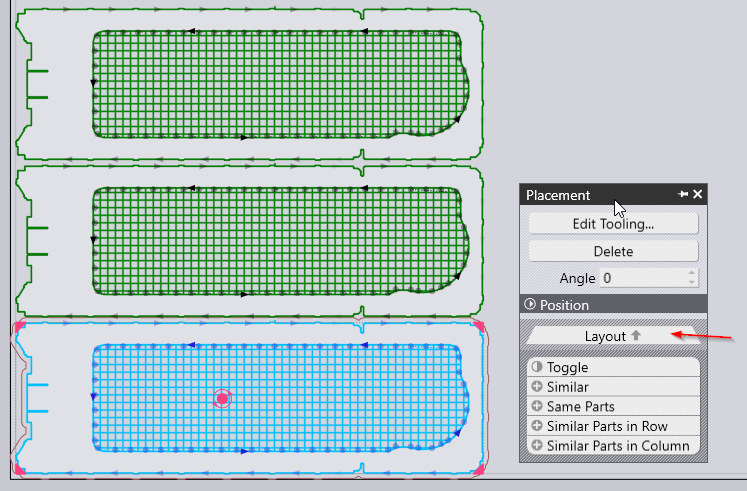 Placement
Edit Tooling...
Delete
Angle 0
Position
Layout
Toggle
Similar
Same Parts
Similar Parts in Row
Similar Parts in Column